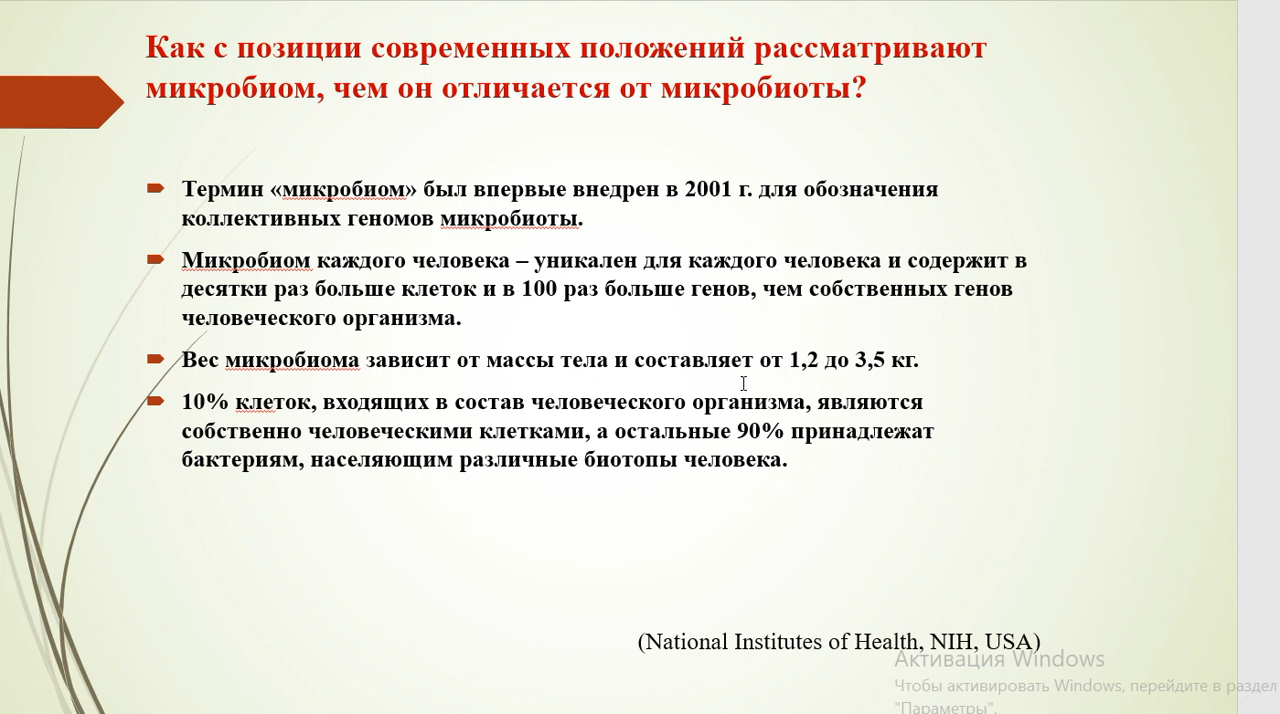 Как с позиции современных положений рассматривают
микробиом, чем он отличается от микробиоты?
Термин «микробиом» был впервые внедрен в 2001 г. для обозначения
коллективных геномов микробиоты.
Микробиом каждого человека – уникален для каждого человека и содержит в
десятки раз больше клеток и в 100 раз больше генов, чем собственных генов
человеческого организма.
Вес микробиома зависит от массы тела и составляет от 1,2 до 3,5 кг.
10% клеток, входящих в состав человеческого организма, являются
собственно человеческими клетками, а остальные 90% принадлежат
бактериям, населяющим различные биотопы человека.
(National Institutes of Health, NIH, USA)
Активация Windows
Чтобы активировать Windows, перейдите в раздел
"Параметры".